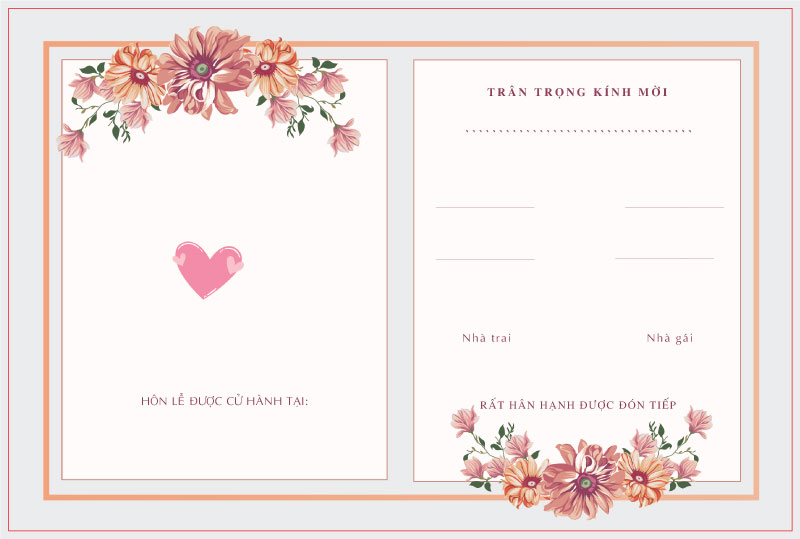 HÔN LỄ ĐƯỢC CỬ HÀNH TẠI:
TRÂN TRỌNG KÍNH MỜI
Nhà trai
Nhà gái
RẤT HÂN HẠNH ĐƯỢC ĐÓN TIẾP